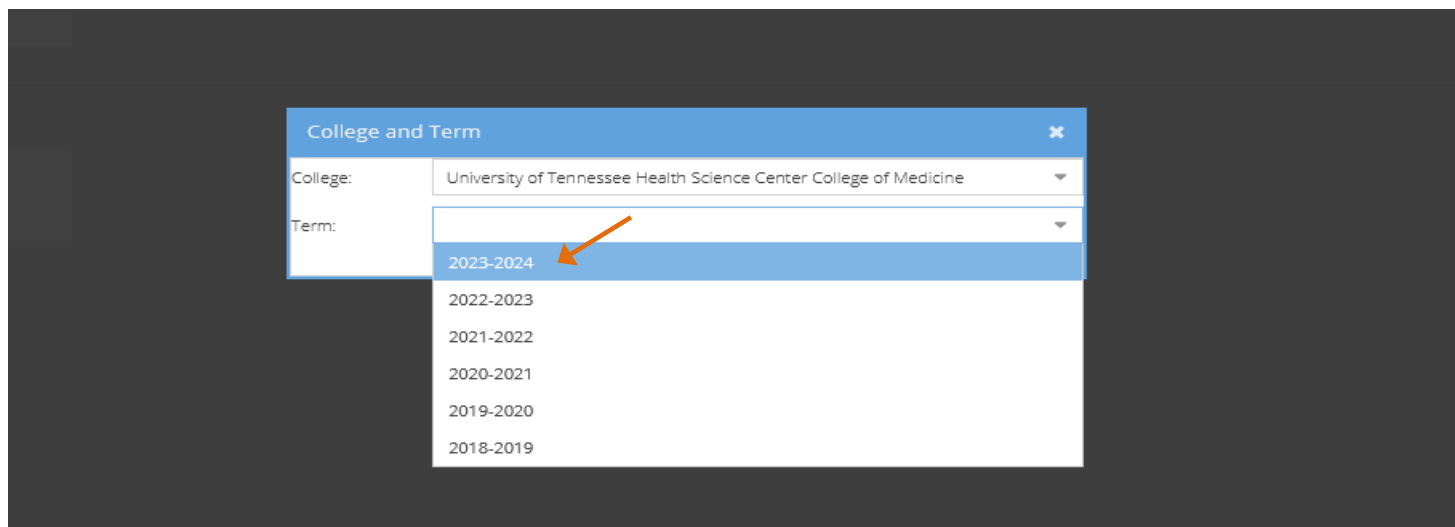 College and Term
College: University of Tennessee Health Science Center College of Medicine
Term:
2023-2024
2022-2023
2021-2022
2020-2021
2019-2020
2018-2019